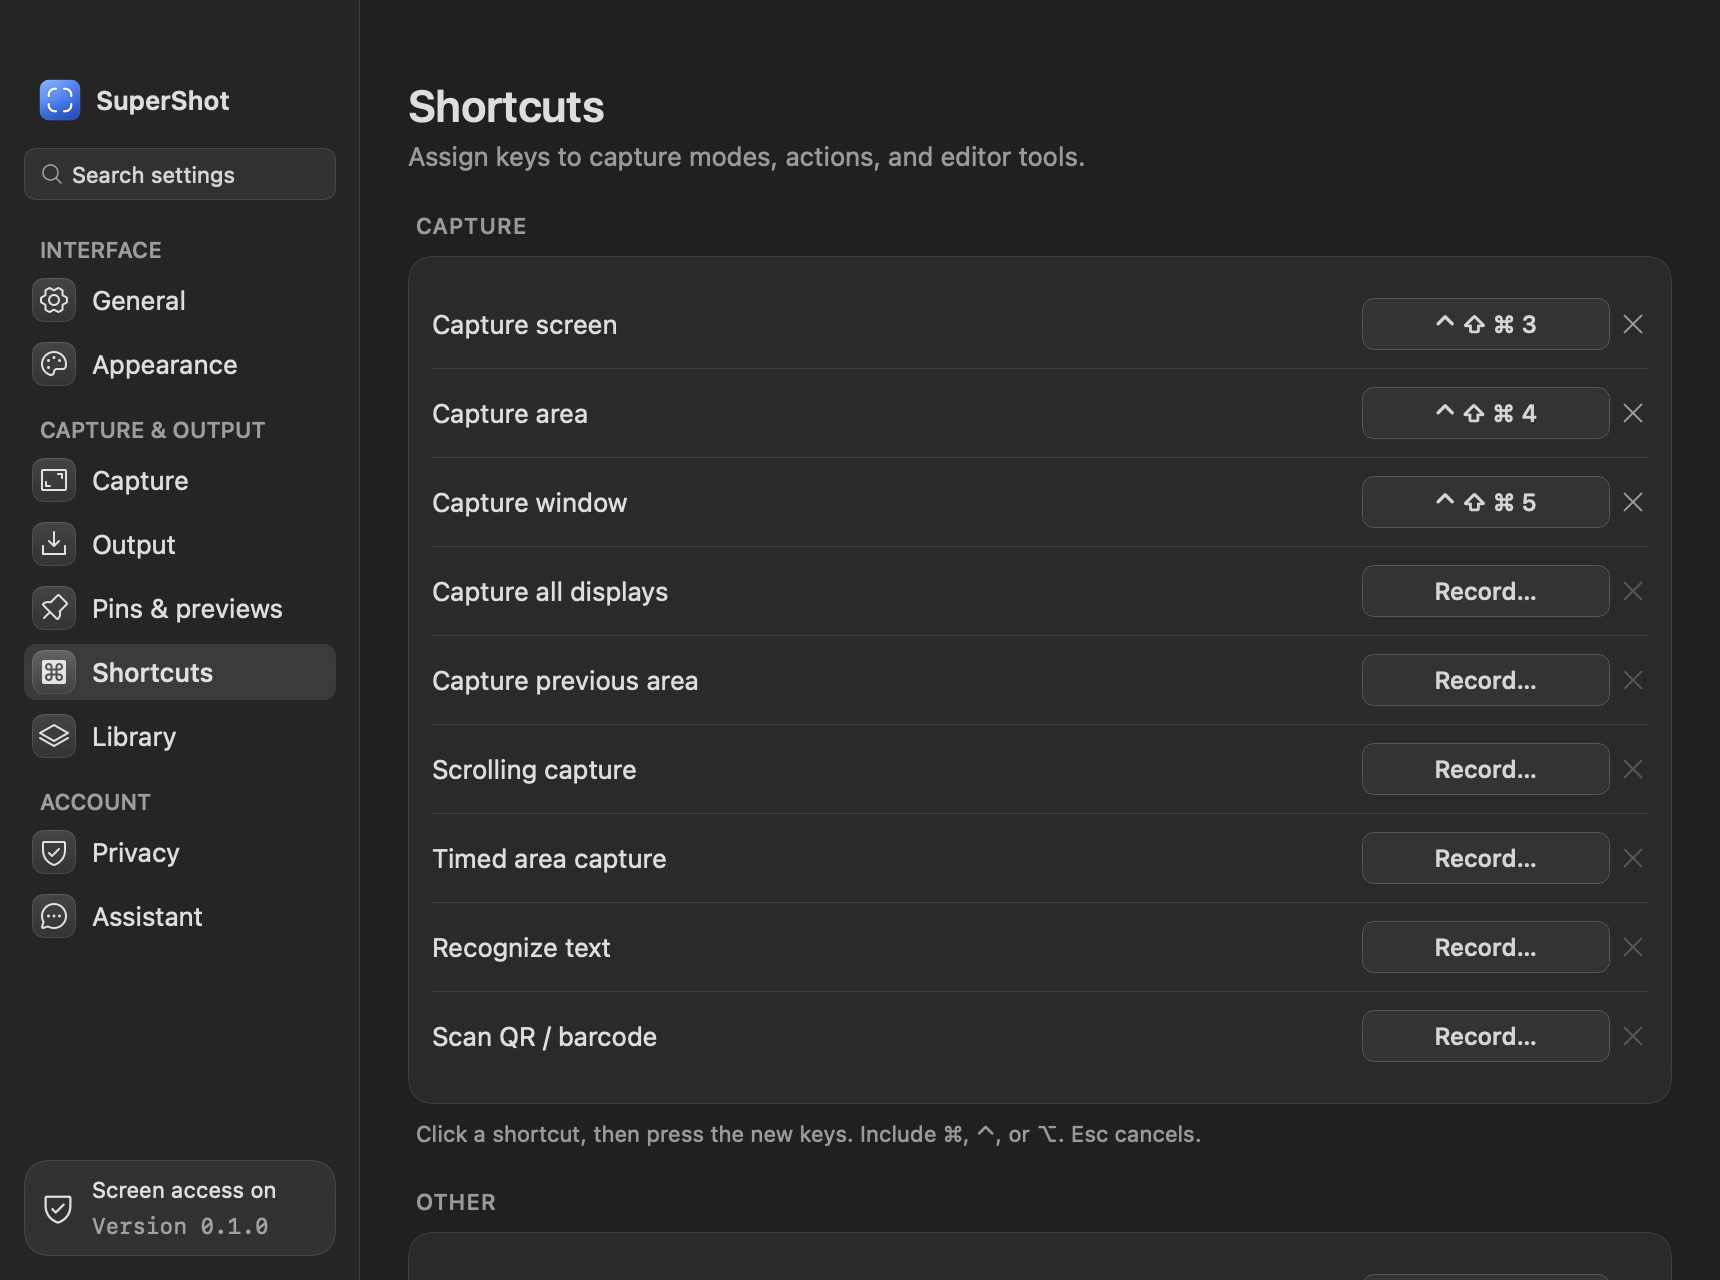 SuperShot
Search settings
INTERFACE
General
Appearance
CAPTURE & OUTPUT
Capture
Output
Pins & previews
Shortcuts
Library
ACCOUNT
Privacy
Assistant
Screen access on
Version 0.1.0
Shortcuts
Assign keys to capture modes, actions, and editor tools.
CAPTURE
Capture screen ^ ⇧ ⌘ 3
Capture area ^ ⇧ ⌘ 4
Capture window ^ ⇧ ⌘ 5
Capture all displays Record...
Capture previous area Record...
Scrolling capture Record...
Timed area capture Record...
Recognize text Record...
Scan QR / barcode Record...
Click a shortcut, then press the new keys. Include ⌘, ^, or ⌥. Esc cancels.
OTHER